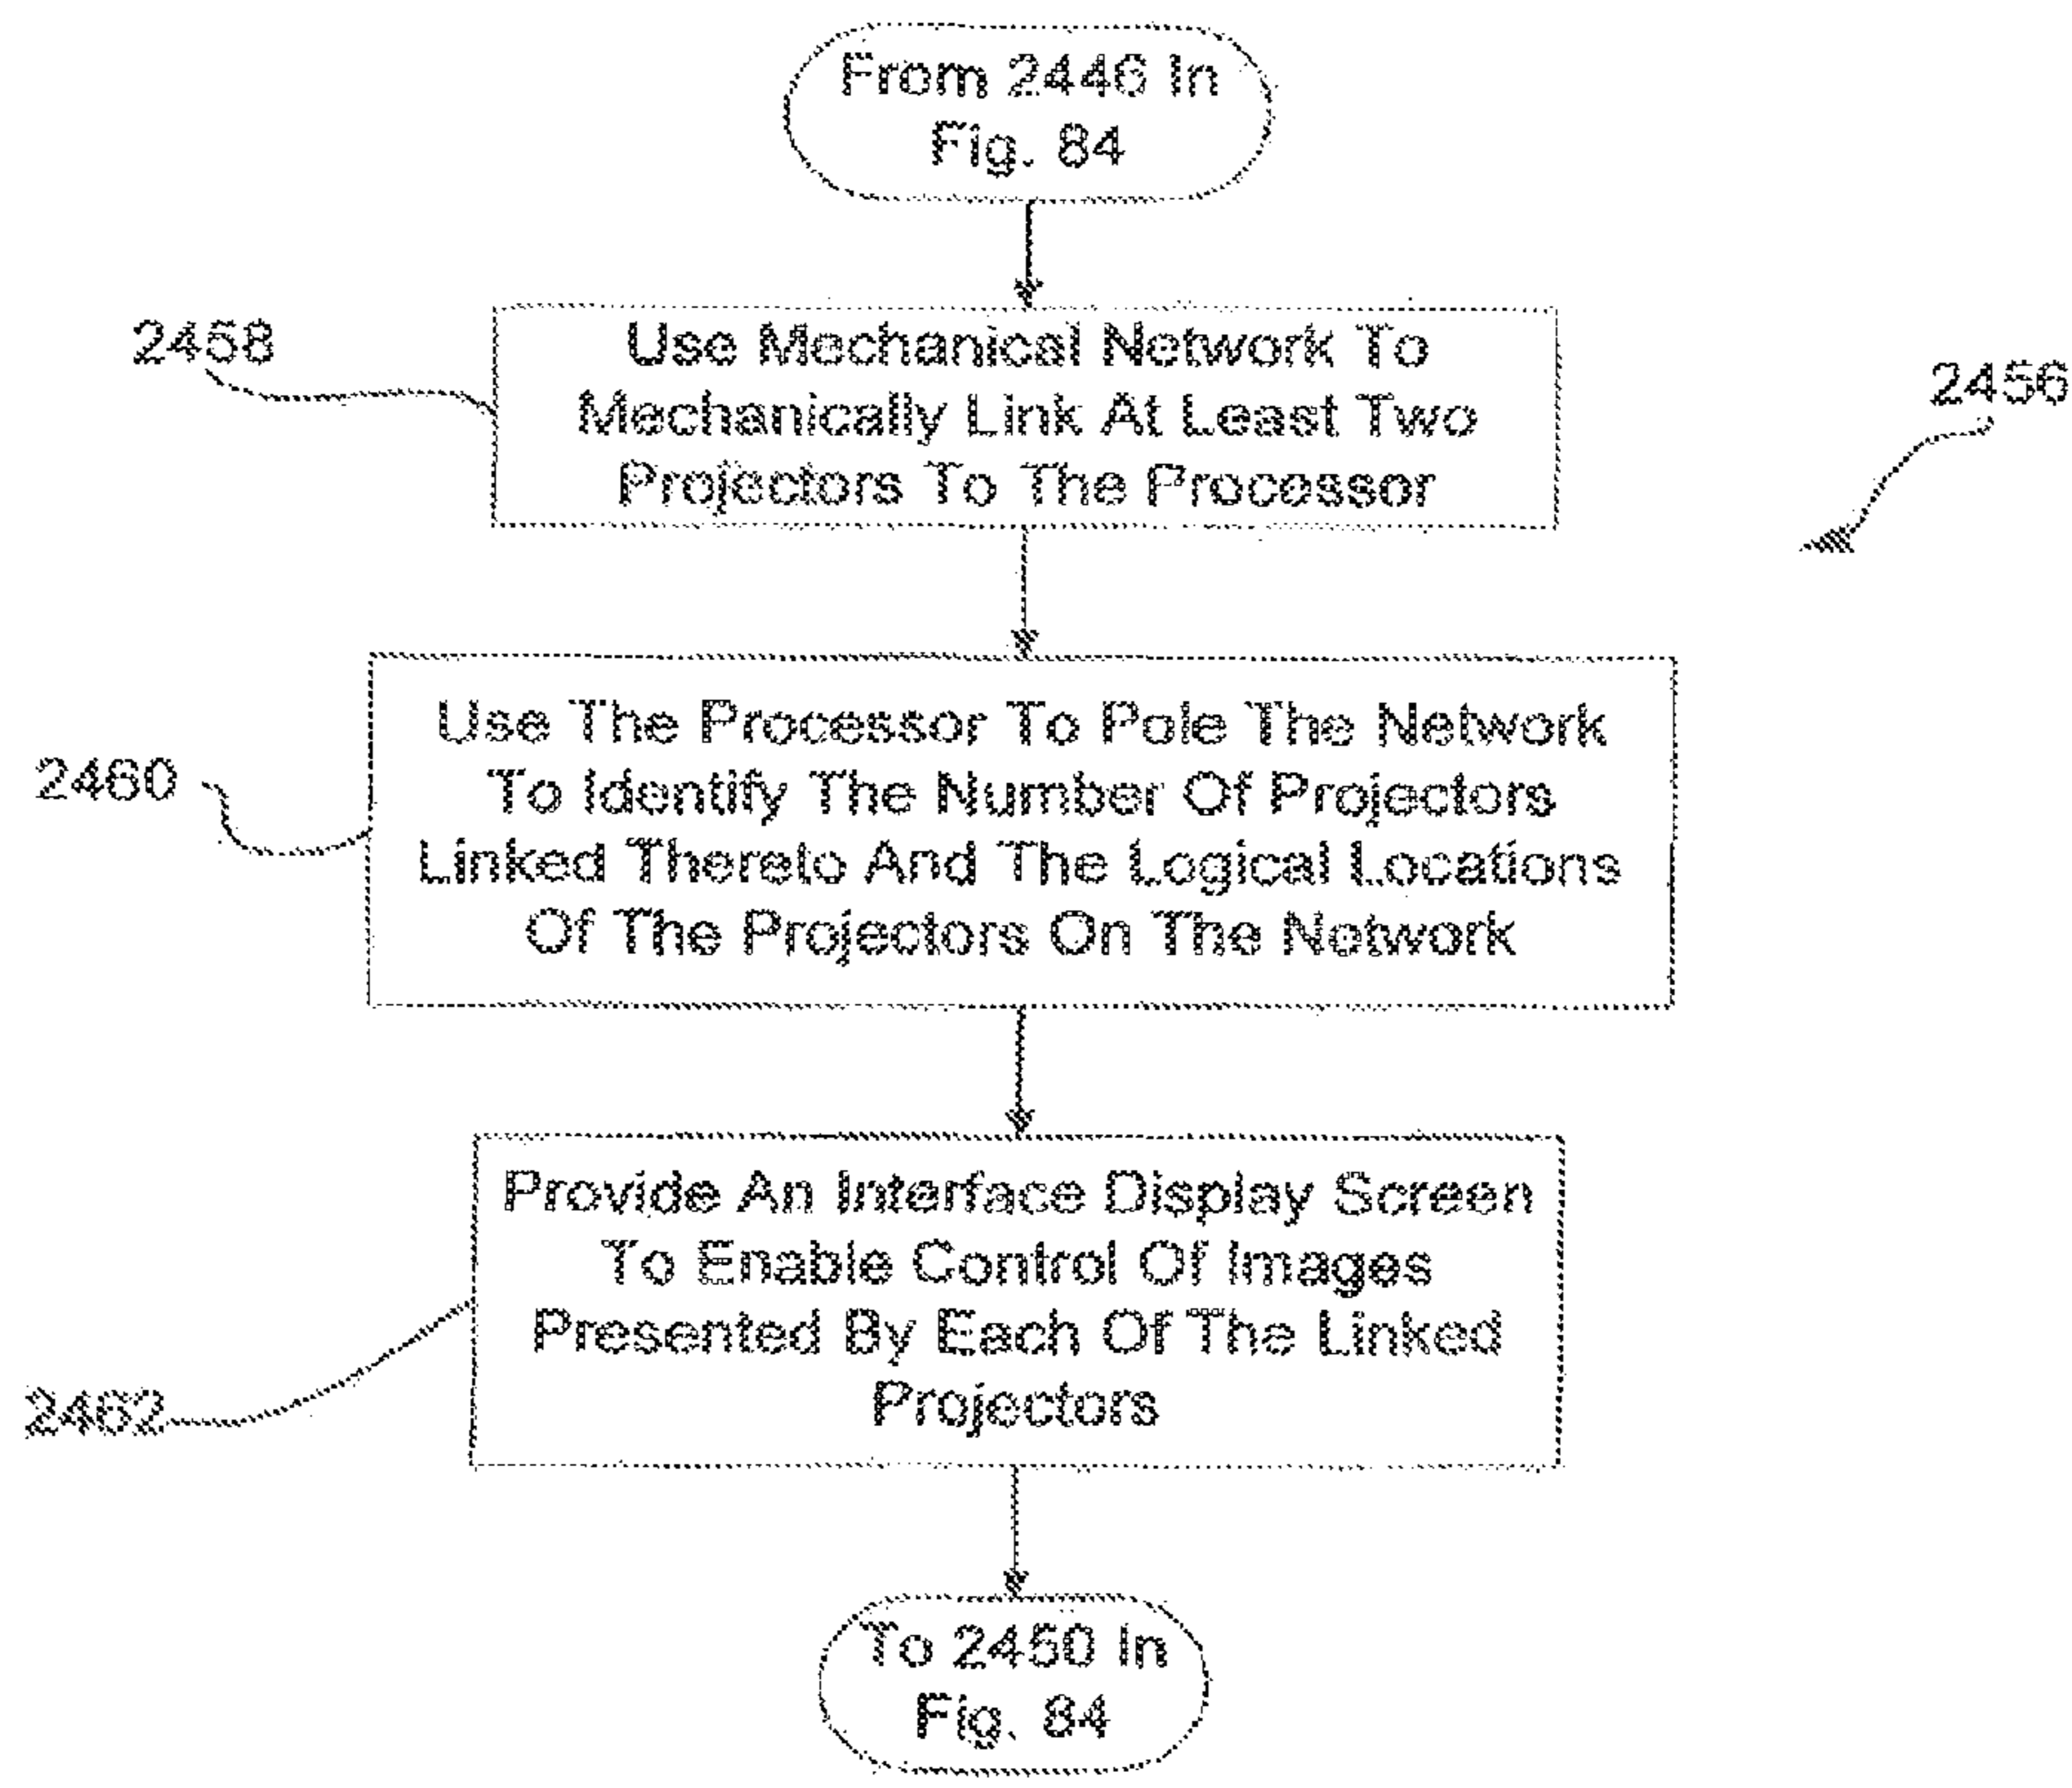 From 2446 In
Fig. 84
2458
Use Mechanical Network To
Mechanically Link At Least Two
Projectors To The Processor
2456
2460
Use The Processor To Pole The Network
To Identify The Number Of Projectors
Linked Thereto And The Logical Locations
Of The Projectors On The Network
Provide An Interface Display Screen
To Enable Control Of Images
Presented By Each Of The Linked
Projectors
2462
To 2450 In
Fig. 84